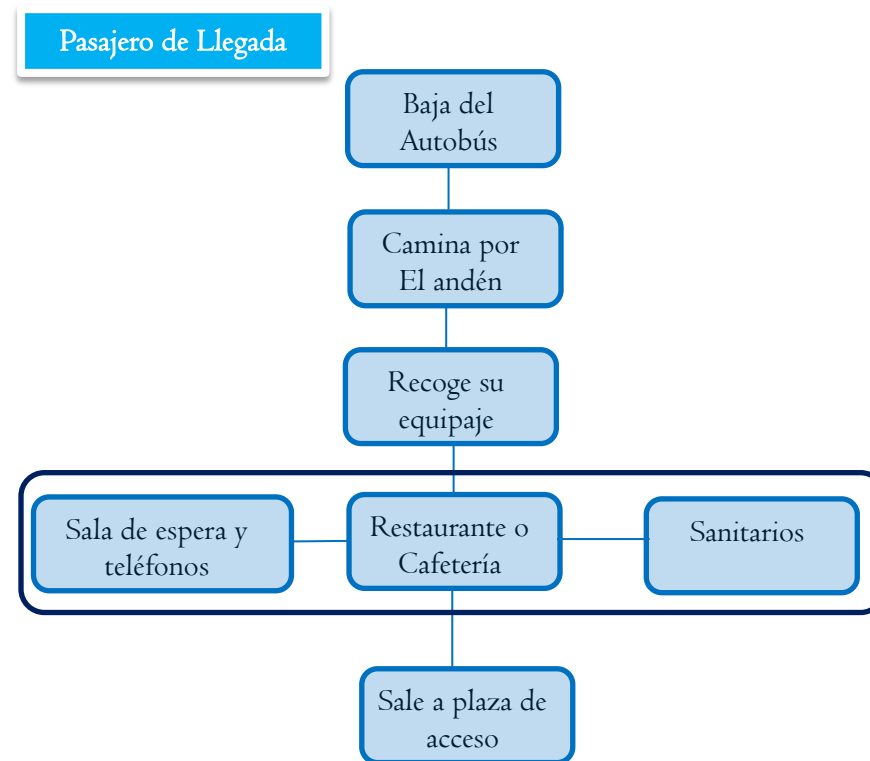 Pasajero de Llegada
Baja del
Autobús
Camina por
El andén
Recoge su
equipaje
Sala de espera y
teléfonos
Restaurante o
Cafetería
Sanitarios
Sale a plaza de
acceso